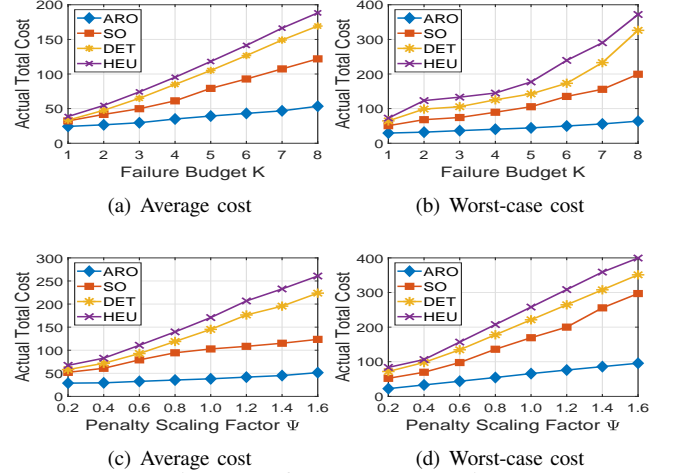 200
150
100
50
0
Actual Total Cost
ARO
SO
DET
HEU
1 2 3 4 5 6 7 8
Failure Budget K
(a) Average cost
400
300
200
100
0
Actual Total Cost
ARO
SO
DET
HEU
1 2 3 4 5 6 7 8
Failure Budget K
(b) Worst-case cost
300
250
200
150
100
50
0
Actual Total Cost
ARO
SO
DET
HEU
0.2 0.4 0.6 0.8 1.0 1.2 1.4 1.6
Penalty Scaling Factor Ψ
(c) Average cost
400
300
200
100
0
Actual Total Cost
ARO
SO
DET
HEU
0.2 0.4 0.6 0.8 1.0 1.2 1.4 1.6
Penalty Scaling Factor Ψ
(d) Worst-case cost